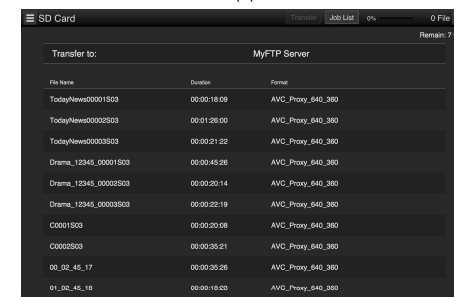 SD Card Transfer Job List 0% 0 File
Remain: 7
Transfer to: MyFTP Server
File Name Duration Format
TodayNews00001S03 00:00:18:09 AVC_Proxy_640_360
TodayNews00002S03 00:01:26:00 AVC_Proxy_640_360
TodayNews00003S03 00:00:21:22 AVC_Proxy_640_360
Drama_12345_00001S03 00:00:45:26 AVC_Proxy_640_360
Drama_12345_00002S03 00:00:20:14 AVC_Proxy_640_360
Drama_12345_00003S03 00:00:22:19 AVC_Proxy_640_360
C0001S03 00:00:20:08 AVC_Proxy_640_360
C0002S03 00:00:35:21 AVC_Proxy_640_360
00_02_45_17 00:00:35:26 AVC_Proxy_640_360
01_02_45_18 00:00:18:23 AVC_Proxy_640_360